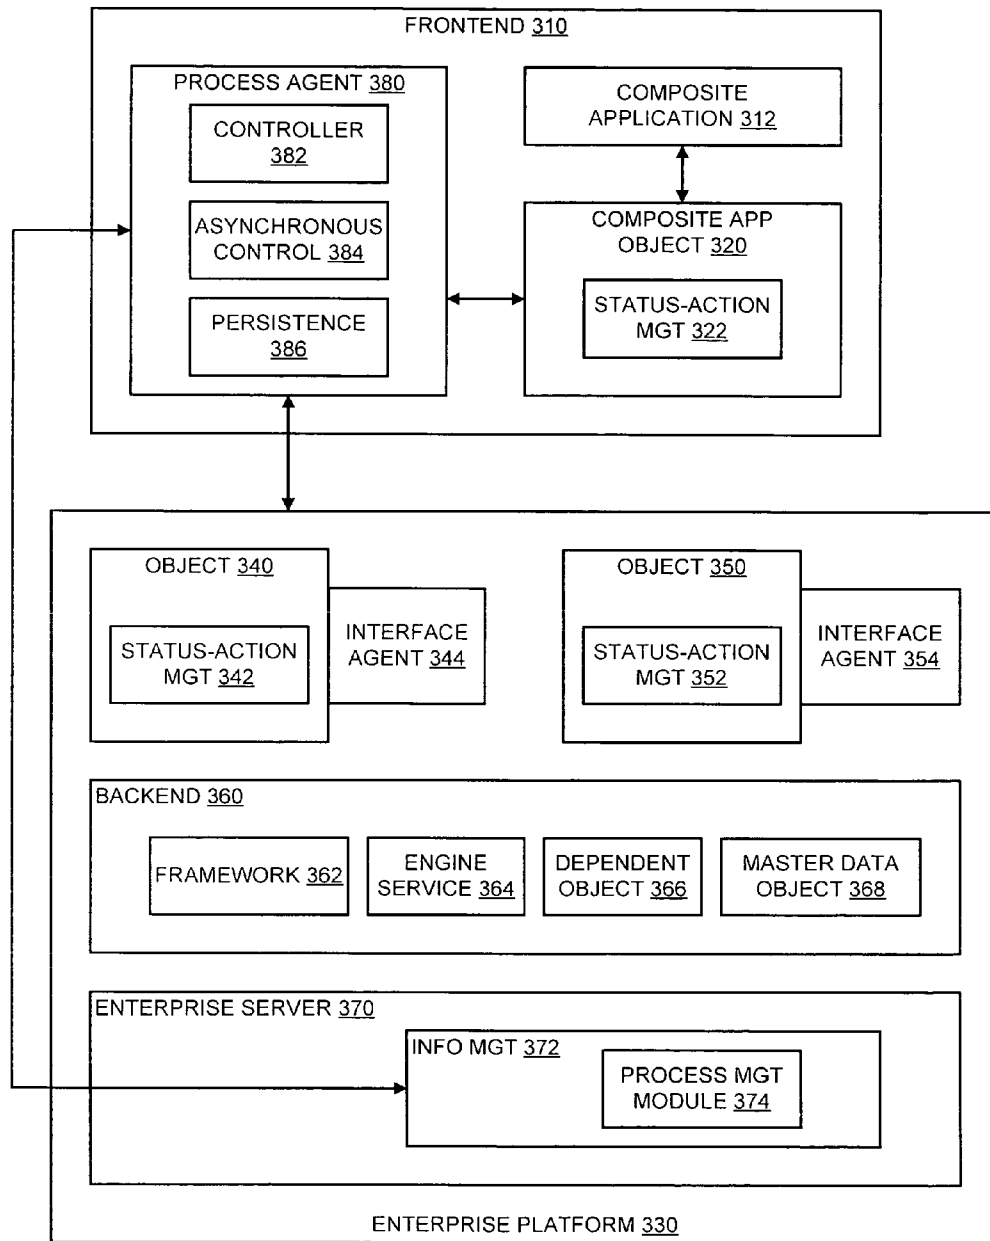 FRONTEND 310
PROCESS AGENT 380
CONTROLLER
382
ASYNCHRONOUS
CONTROL 384
PERSISTENCE
386
COMPOSITE
APPLICATION 312
COMPOSITE APP
OBJECT 320
STATUS-ACTION
MGT 322
OBJECT 340
STATUS-ACTION
MGT 342
INTERFACE
AGENT 344
OBJECT 350
STATUS-ACTION
MGT 352
INTERFACE
AGENT 354
BACKEND 360
FRAMEWORK 362
ENGINE
SERVICE 364
DEPENDENT
OBJECT 366
MASTER DATA
OBJECT 368
ENTERPRISE SERVER 370
INFO MGT 372
PROCESS MGT
MODULE 374
ENTERPRISE PLATFORM 330